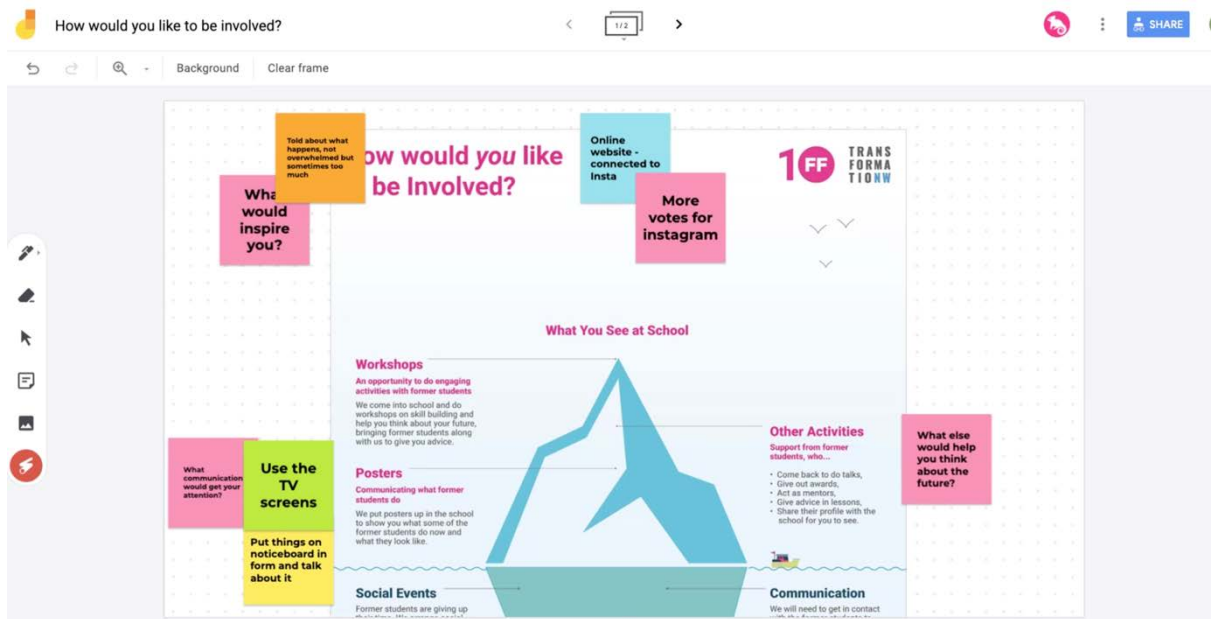 How would you like to be involved?
1/2
SHARE
Background
Clear frame
Told about what
happens, not
overwhelmed but
sometimes too
much
ow would you like
be Involved?
Online
website -
connected to
Insta
More
votes for
instagram
1FF
TRANS
FORMA
TIONW
would
inspire
you?
What You See at School
Workshops
An opportunity to do engaging
activities with former students
We come into school and do
workshops on skill building and
help you think about your future,
bringing former students along
with us to give you advice.
Posters
Communicating what former
students do
We put posters up in the school
to show you what some of the
former students do now and
what they look like.
Other Activities
Support from former
students, who...
• Come back to do talks,
• Give out awards,
• Act as mentors,
• Give advice in lessons,
• Share their profile with the
school for you to see.
What else
would help
you think
about the
future?
What
communication
would get your
attention?
Use the
TV
screens
Put things on
noticeboard in
form and talk
about it
Social Events
Former students are giving up
Communication
We will need to get in contact